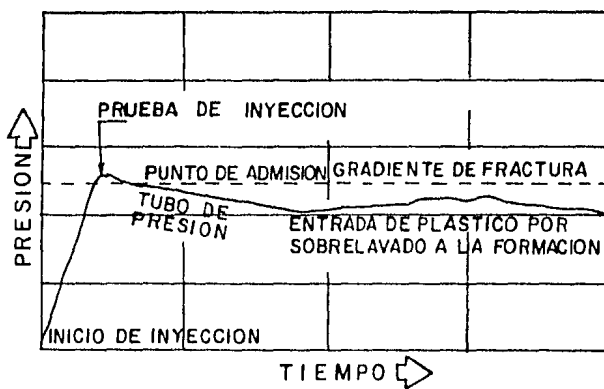 PRUEBA DE INYECCION
PUNTO DE ADMISION GRADIENTE DE FRACTURA
TUBO DE
PRESION
ENTRADA DE PLASTICO POR
SOBRELAVADO A LA FORMACION
PRESION
INICIO DE INYECCION
TIEMPO